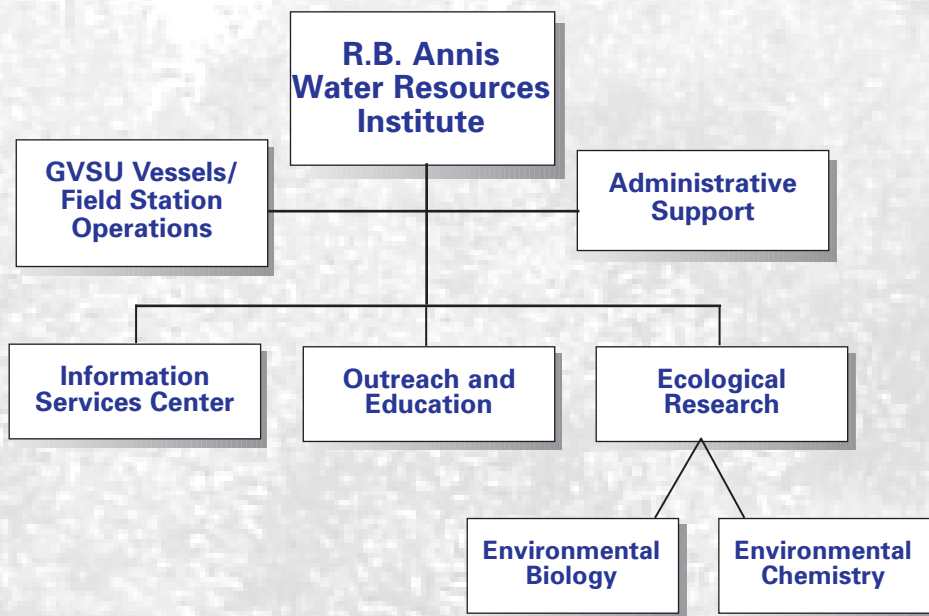 R.B. Annis
Water Resources
Institute
GVSU Vessels/
Field Station
Operations
Administrative
Support
Information
Services Center
Outreach and
Education
Ecological
Research
Environmental
Biology
Environmental
Chemistry